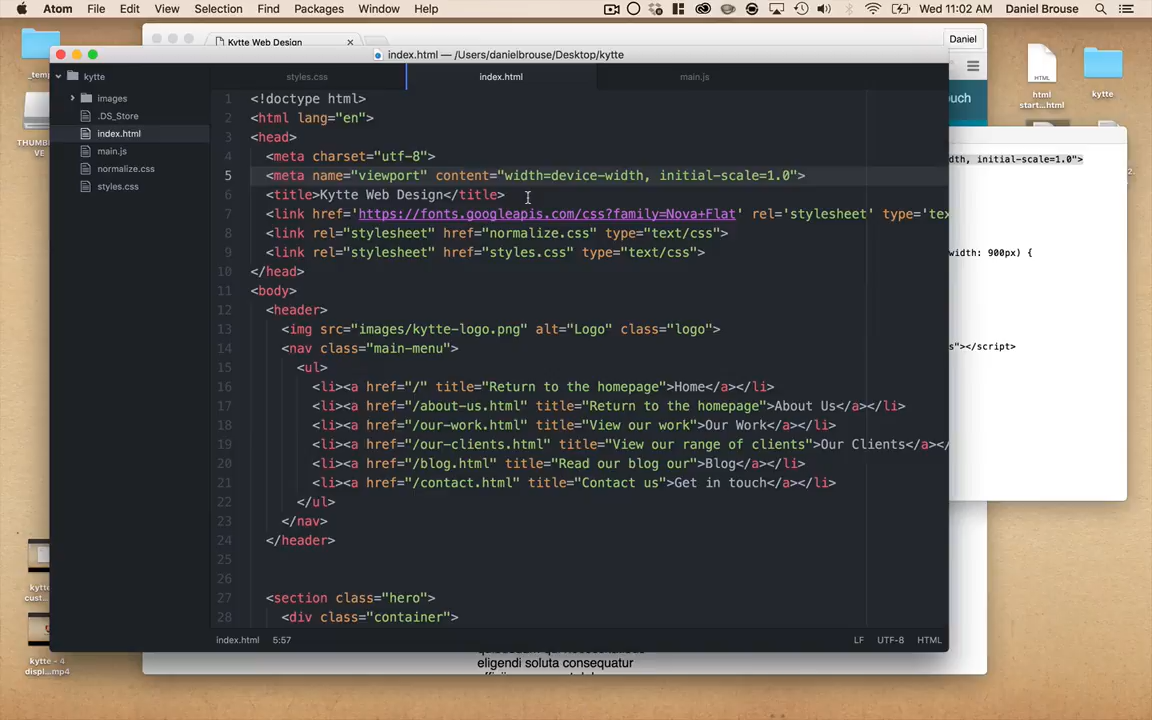 Atom File Edit View Selection Find Packages Window Help Wed 11:02 AM Daniel Brouse
Kytte Web Design
Daniel
index.html — /Users/danielbrouse/Desktop/kytte
kytte
images
.DS_Store
index.html
main.js
normalize.css
styles.css
styles.css index.html main.js
1 <!doctype html>
2 <html lang="en">
3 <head>
4 <meta charset="utf-8">
5 <meta name="viewport" content="width=device-width, initial-scale=1.0">
6 <title>Kytte Web Design</title>
7 <link href='https://fonts.googleapis.com/css?family=Nova+Flat' rel='stylesheet' type='tex
8 <link rel="stylesheet" href="normalize.css" type="text/css">
9 <link rel="stylesheet" href="styles.css" type="text/css">
10 </head>
11 <body>
12 <header>
13 <img src="images/kytte-logo.png" alt="Logo" class="logo">
14 <nav class="main-menu">
15 <ul>
16 <li><a href="/" title="Return to the homepage">Home</a></li>
17 <li><a href="/about-us.html" title="Return to the homepage">About Us</a></li>
18 <li><a href="/our-work.html" title="View our work">Our Work</a></li>
19 <li><a href="/our-clients.html" title="View our range of clients">Our Clients</a></
20 <li><a href="/blog.html" title="Read our blog our">Blog</a></li>
21 <li><a href="/contact.html" title="Contact us">Get in touch</a></li>
22 </ul>
23 </nav>
24 </header>
25
26
27 <section class="hero">
28 <div class="container">
index.html 5:57 LF UTF-8 HTML
ouch
dth, initial-scale=1.0">
width: 900px) {
s"></script>
html
start...htm
kytte
_temp
THUMB
VE
kytte
cust...
kytte - 4
displ....mp4
eligendi soluta consequatur